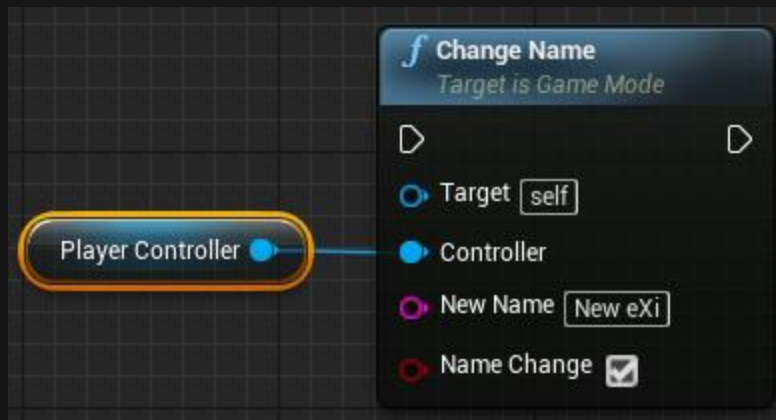 f Change Name
Target is Game Mode
Target self
Player Controller
Controller
New Name New eXi
Name Change